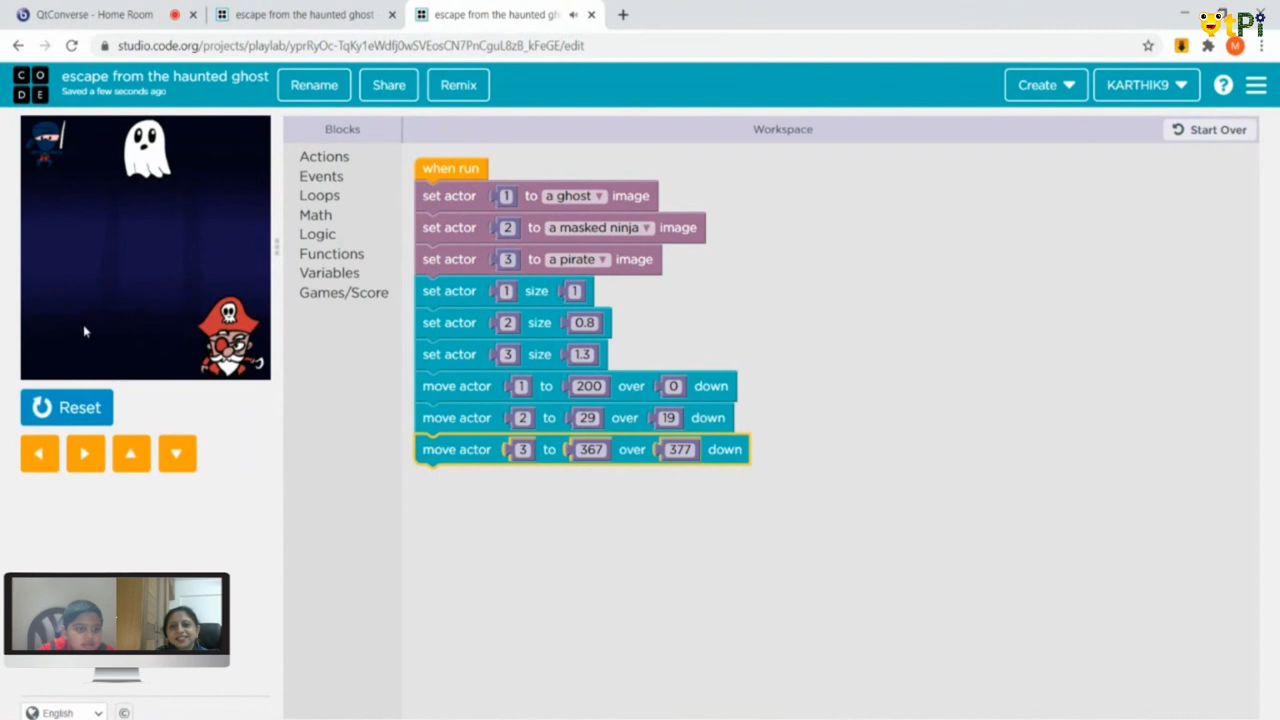 QtConverse - Home Room
escape from the haunted ghost
escape from the haunted gh
QtPi
studio.code.org/projects/playlab/yprRyOc-TqKy1eWdfj0wSVEosCN7PnCguL8zB_kFeGE/edit
M
C O D E
escape from the haunted ghost
Saved a few seconds ago
Rename
Share
Remix
Create
KARTHIK9
?
Blocks
Workspace
Start Over
Actions
Events
Loops
Math
Logic
Functions
Variables
Games/Score
when run
set actor 1 to a ghost image
set actor 2 to a masked ninja image
set actor 3 to a pirate image
set actor 1 size 1
set actor 2 size 0.8
set actor 3 size 1.3
move actor 1 to 200 over 0 down
move actor 2 to 29 over 19 down
move actor 3 to 367 over 377 down
Reset
English
©